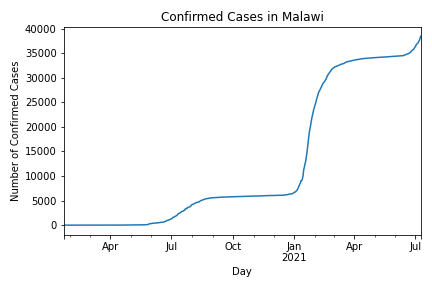 Confirmed Cases in Malawi
40000
35000
30000
25000
20000
15000
10000
5000
0
Number of Confirmed Cases
Apr
Jul
Oct
Jan
2021
Apr
Jul
Day